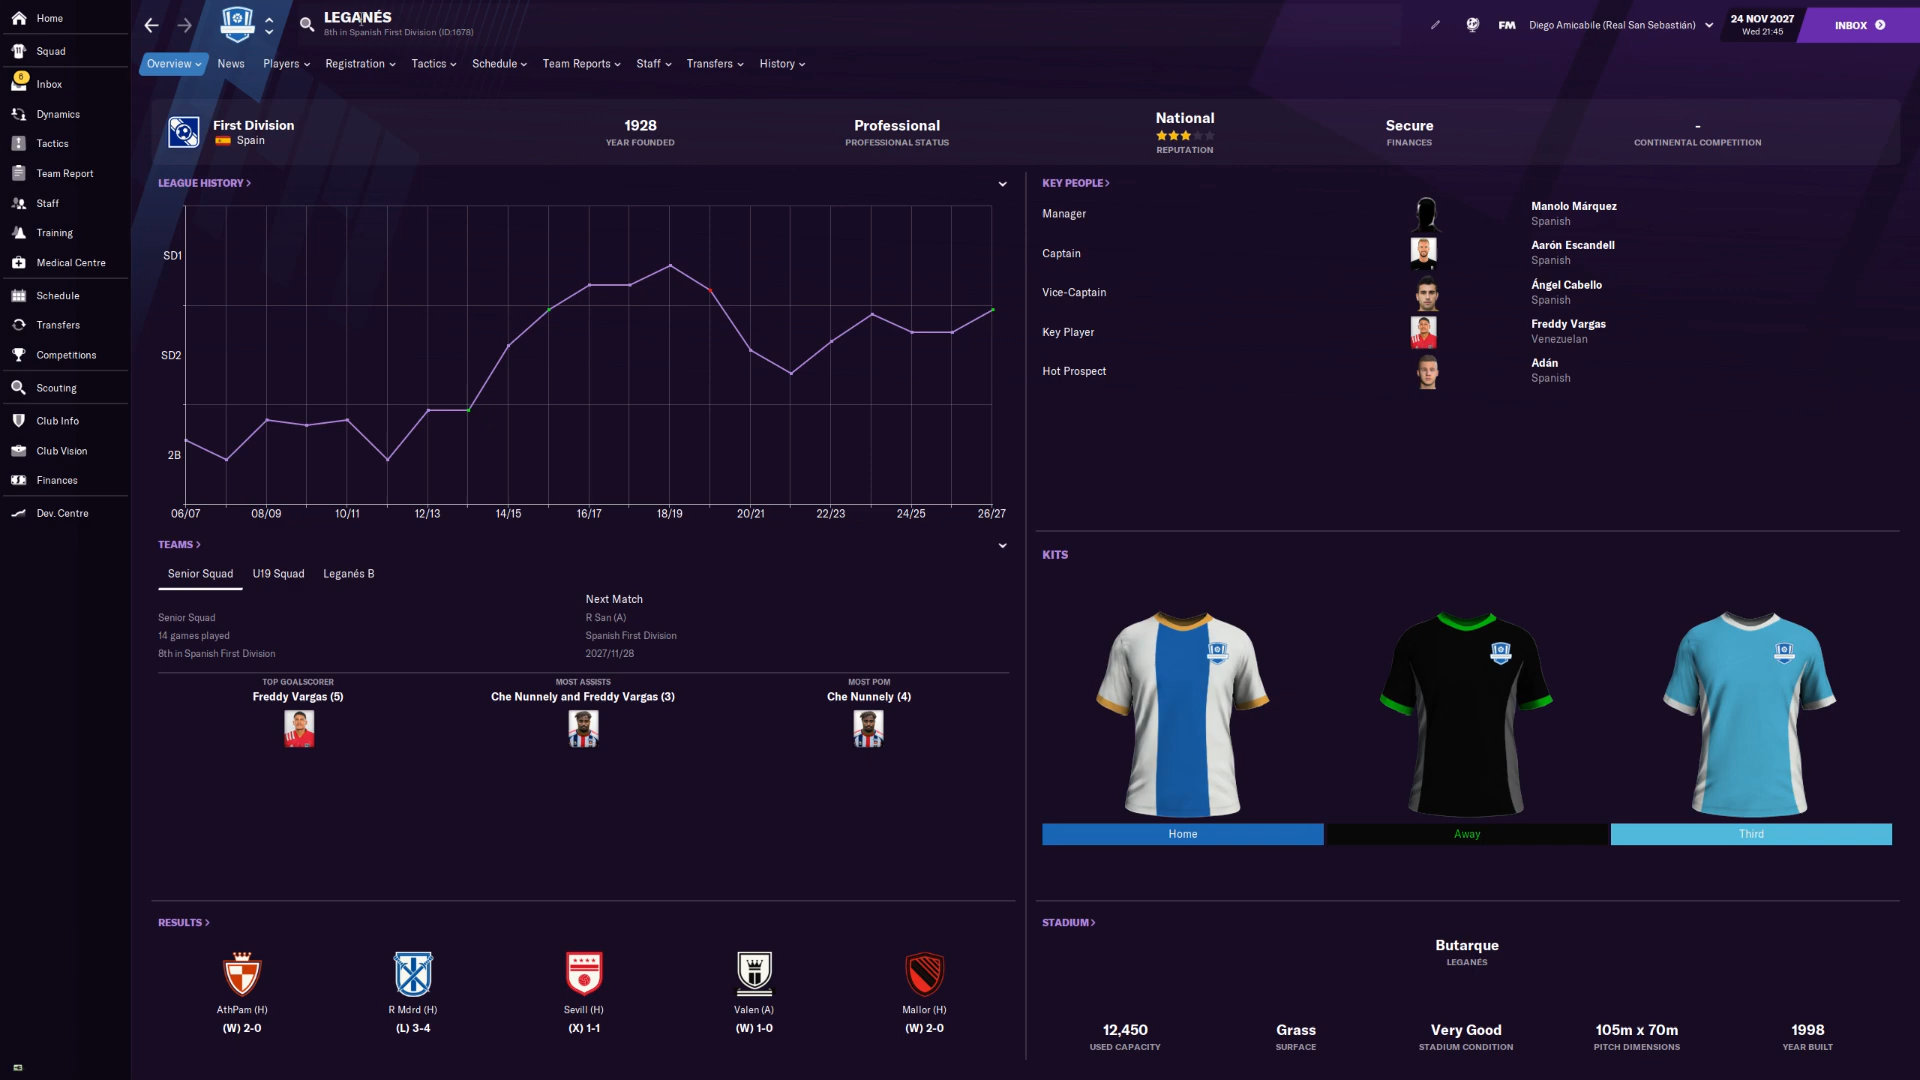 Home
Squad
6
Inbox
Dynamics
Tactics
Team Report
Staff
Training
Medical Centre
Schedule
Transfers
Competitions
Scouting
Club Info
Club Vision
Finances
Dev. Centre
LEGANÉS
8th in Spanish First Division (ID:1678)
FM
Diego Amicabile (Real San Sebastián)
24 NOV 2027
Wed 21:45
INBOX
Overview
News
Players
Registration
Tactics
Schedule
Team Reports
Staff
Transfers
History
First Division
Spain
1928
YEAR FOUNDED
Professional
PROFESSIONAL STATUS
National
REPUTATION
Secure
FINANCES
-
CONTINENTAL COMPETITION
LEAGUE HISTORY >
SD1
SD2
2B
06/07 08/09 10/11 12/13 14/15 16/17 18/19 20/21 22/23 24/25 26/27
KEY PEOPLE >
Manager
Manolo Márquez
Spanish
Captain
Aarón Escandell
Spanish
Vice-Captain
Ángel Cabello
Spanish
Key Player
Freddy Vargas
Venezuelan
Hot Prospect
Adán
Spanish
TEAMS >
Senior Squad
U19 Squad
Leganés B
Senior Squad
14 games played
8th in Spanish First Division
Next Match
R San (A)
Spanish First Division
2027/11/28
TOP GOALSCORER
Freddy Vargas (5)
MOST ASSISTS
Che Nunnely and Freddy Vargas (3)
MOST POM
Che Nunnely (4)
KITS
Home
Away
Third
RESULTS >
AthPam (H)
(W) 2-0
R Mdrd (H)
(L) 3-4
Sevill (H)
(X) 1-1
Valen (A)
(W) 1-0
Mallor (H)
(W) 2-0
STADIUM >
Butarque
LEGANÉS
12,450
USED CAPACITY
Grass
SURFACE
Very Good
STADIUM CONDITION
105m x 70m
PITCH DIMENSIONS
1998
YEAR BUILT